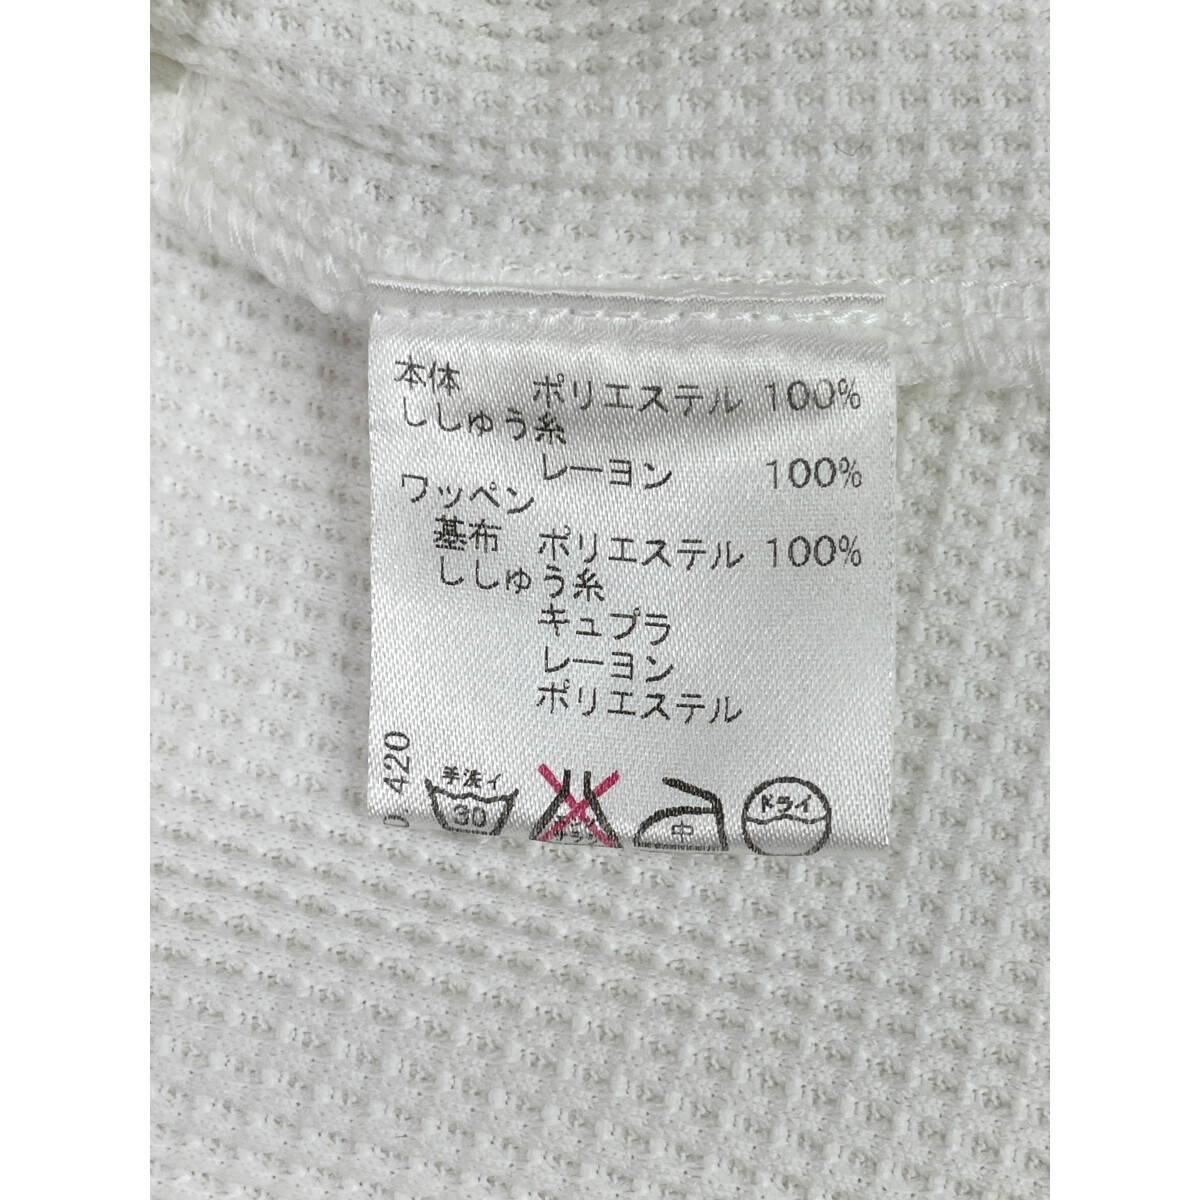 本体 ポリエステル 100%
ししゅう糸
レーヨン 100%
ワッペン
基布 ポリエステル 100%
ししゅう糸
キュプラ
レーヨン
ポリエステル
420
手洗イ
30
中
ドライ